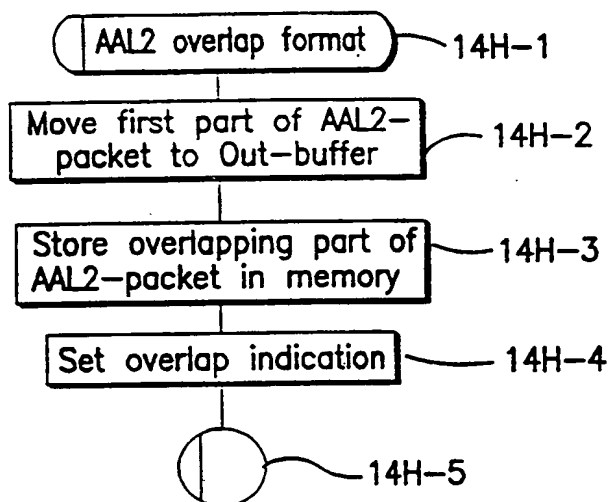 AAL2 overlap format
14H-1
Move first part of AAL2-
packet to Out-buffer
14H-2
Store overlapping part of
AAL2-packet in memory
14H-3
Set overlap indication
14H-4
14H-5